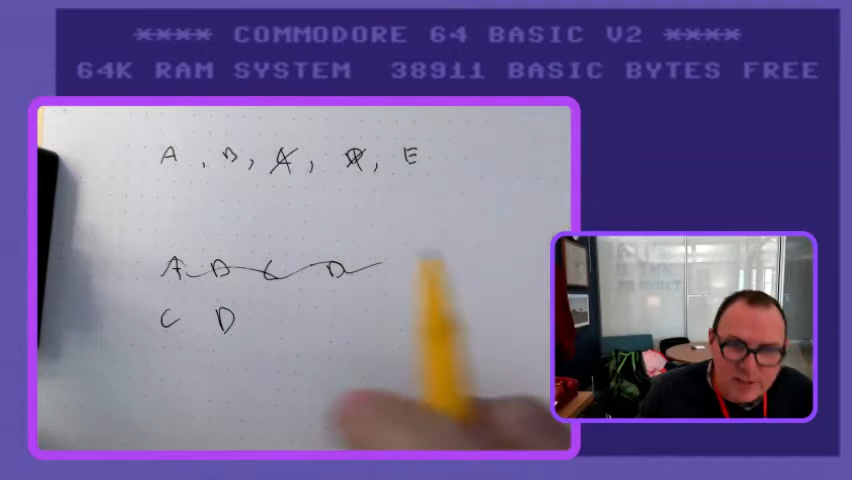 **** COMMODORE 64 BASIC V2 ****
64K RAM SYSTEM 38911 BASIC BYTES FREE
A, B, C, D, E
A B C D
C D